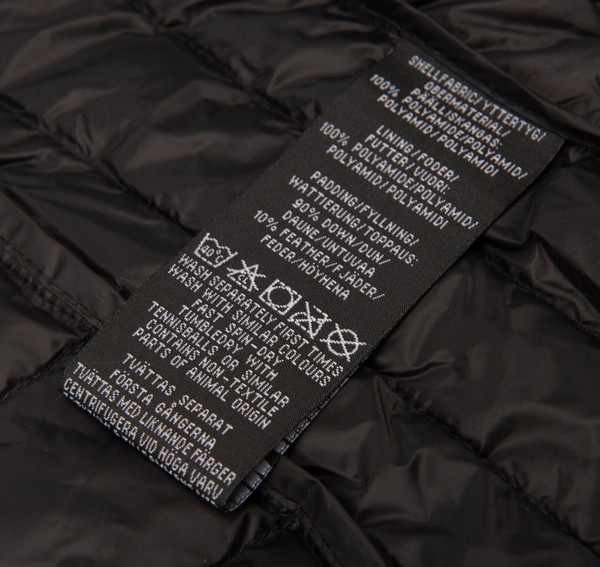 SHELLFABRIC/YTTERTYG/
OBERMATERIAL/
PÄÄLLISKANGAS:
100% POLYAMIDE/POLYAMID/
POLYAMID/POLYAMIDI
LINING/FODER/
FUTTER/VUORI:
100% POLYAMIDE/POLYAMID/
POLYAMID/POLYAMIDI
PADDING/FYLLNING/
WATTIERUNG/TOPPAUS:
90% DOWN/DUN/
DAUNE/UNTUVAA
10% FEATHER/FJÄDER/
FEDER/HÖYHENÄ
40°
WASH SEPARATELY FIRST TIMES
WASH WITH SIMILAR COLOURS
FAST SPIN-DRY
TUMBLEDRY WITH
TENNISBALLS OR SIMILAR
CONTAINS NON-TEXTILE
PARTS OF ANIMAL ORIGIN
TVÄTTAS SEPARAT
FÖRSTA GÅNGERNA
TVÄTTAS MED LIKNANDE FÄRGER
CENTRIFUGERA VID HÖGA VARV.